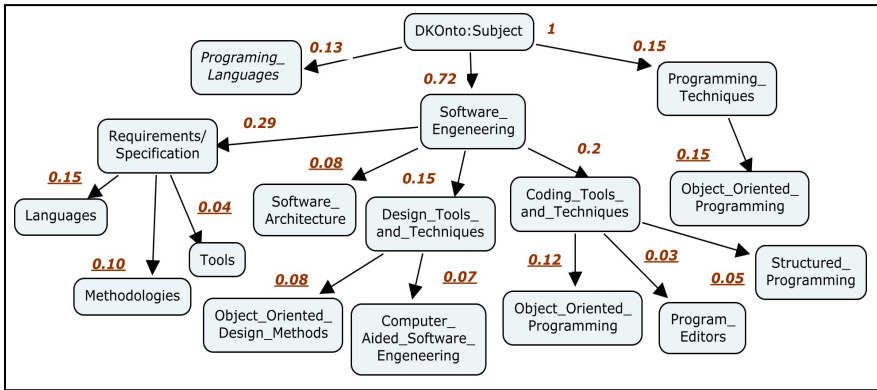 DKOnto:Subject
1
0.13
0.15
Programing_
Languages
0.72
Programming_
Techniques
Software_
Engeneering
0.29
Requirements/
Specification
0.2
0.15
0.08
0.15
0.15
Languages
0.04
Software_
Architecture
Design_Tools_
and_Techniques
Coding_Tools_
and_Techniques
Object_Oriented_
Programming
Tools
0.10
0.08
0.07
0.12
0.03
0.05
Structured_
Programming
Methodologies
Object_Oriented_
Design_Methods
Computer_
Aided_Software_
Engeneering
Object_Oriented_
Programming
Program_
Editors